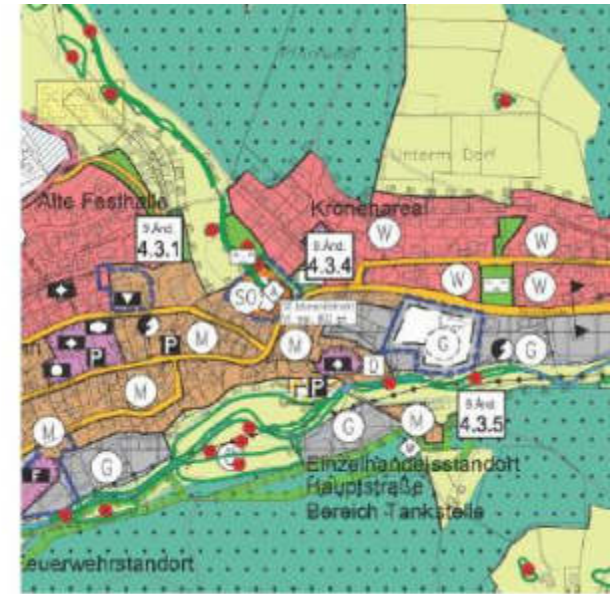 Unterm Dorf
Alte Festhalle
Kronehareal
9.Änd.
4.3.1
9.Änd.
4.3.4
W
W
W
W
SO
M
M
G
G
M
P
M
P
D
G
M
M
G
9.Änd.
4.3.5
Einzelhandelsstandort
Hauptstraße
Bereich Tankstelle
F
euerwehrstandort